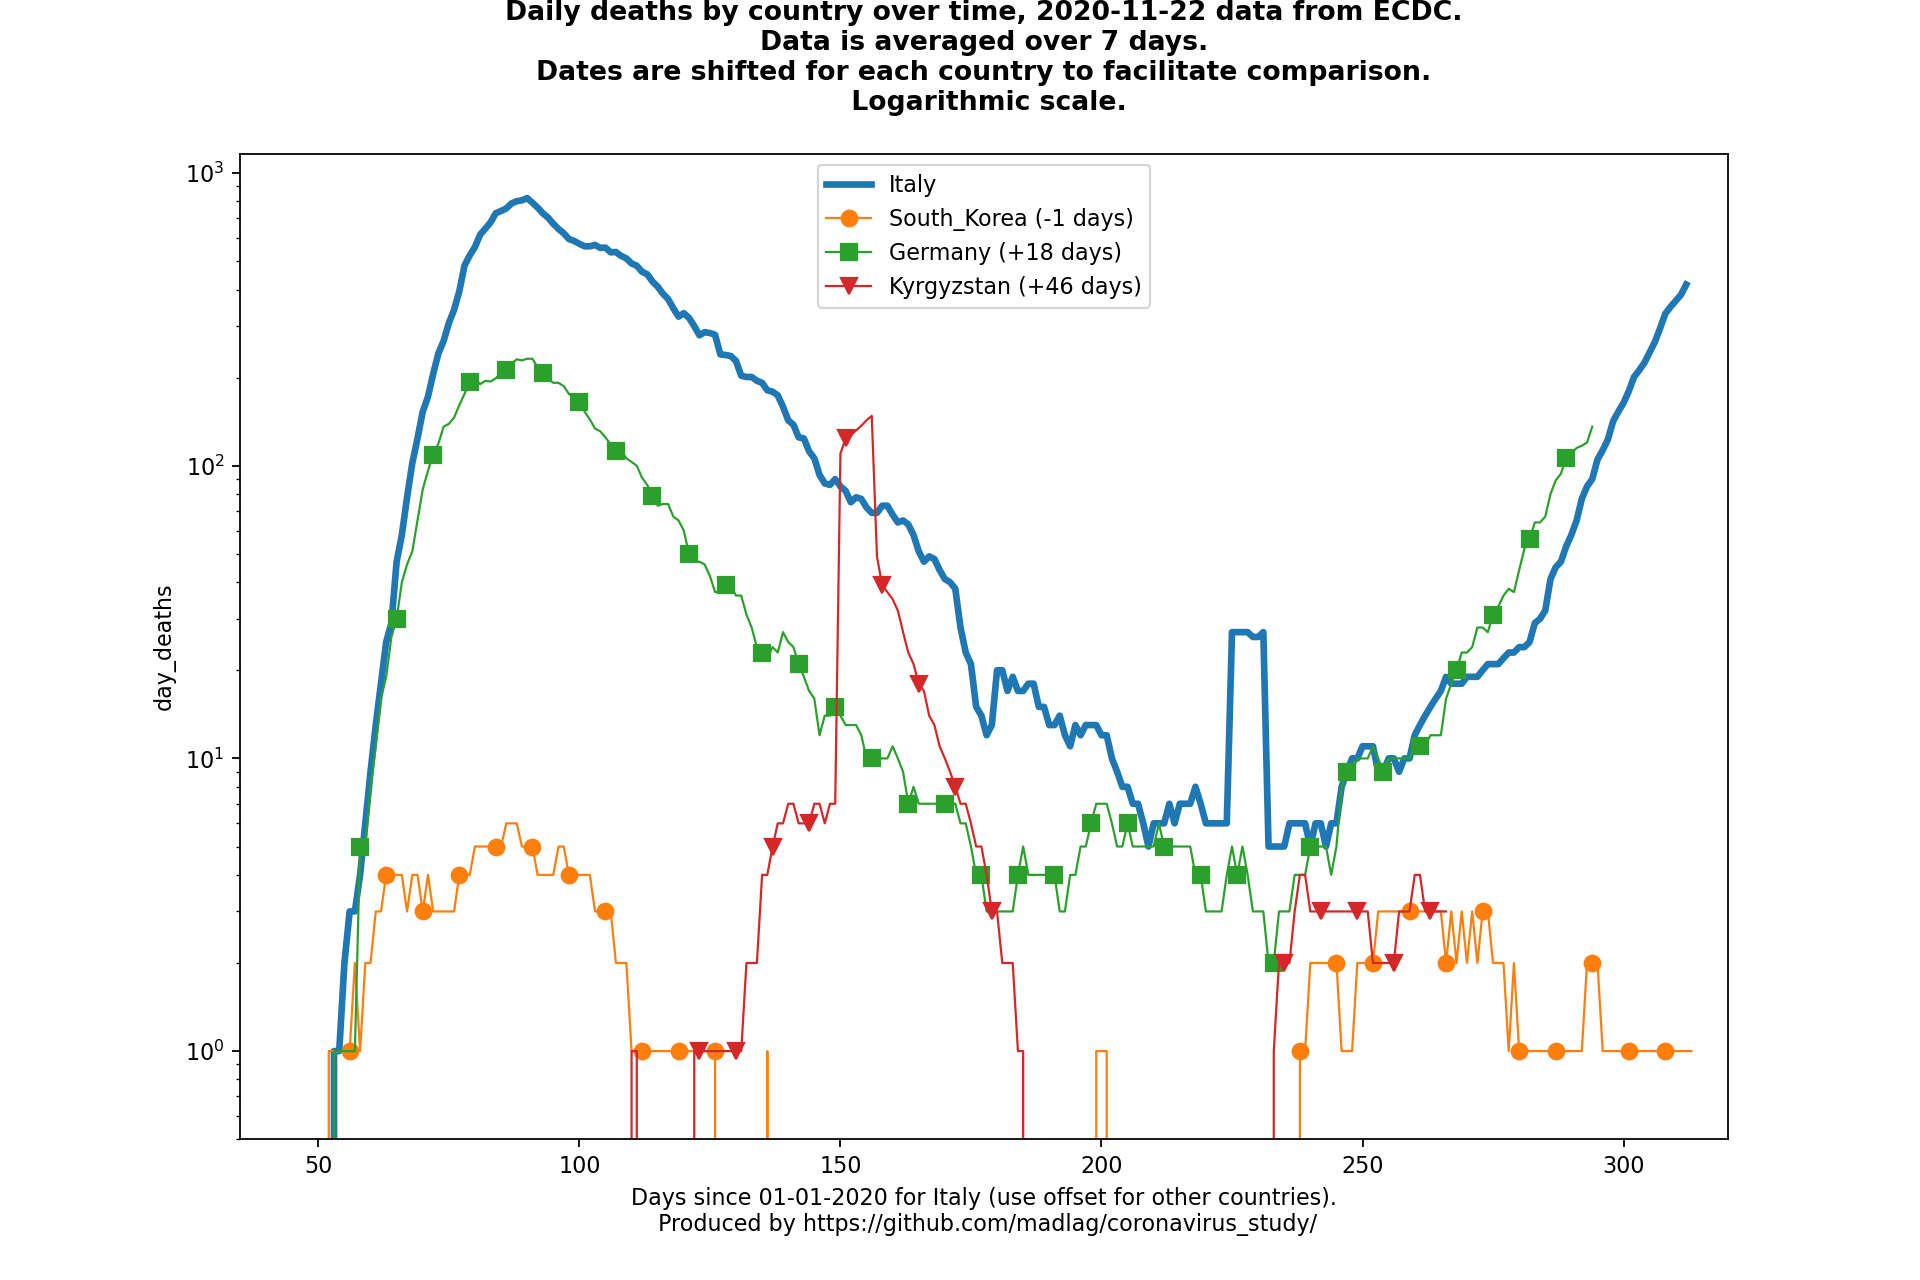 Daily deaths by country over time, 2020-11-22 data from ECDC.
Data is averaged over 7 days.
Dates are shifted for each country to facilitate comparison.
Logarithmic scale.
10³
10²
10¹
10⁰
day_deaths
Italy
South_Korea (-1 days)
Germany (+18 days)
Kyrgyzstan (+46 days)
50 100 150 200 250 300
Days since 01-01-2020 for Italy (use offset for other countries).
Produced by https://github.com/madlag/coronavirus_study/